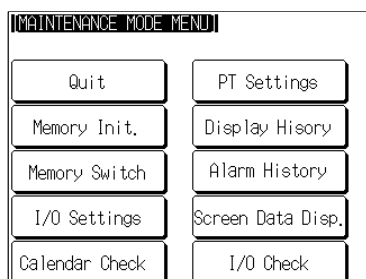 [MAINTENANCE MODE MENU]
Quit
PT Settings
Memory Init.
Display Hisory
Memory Switch
Alarm History
I/O Settings
Screen Data Disp.
Calendar Check
I/O Check